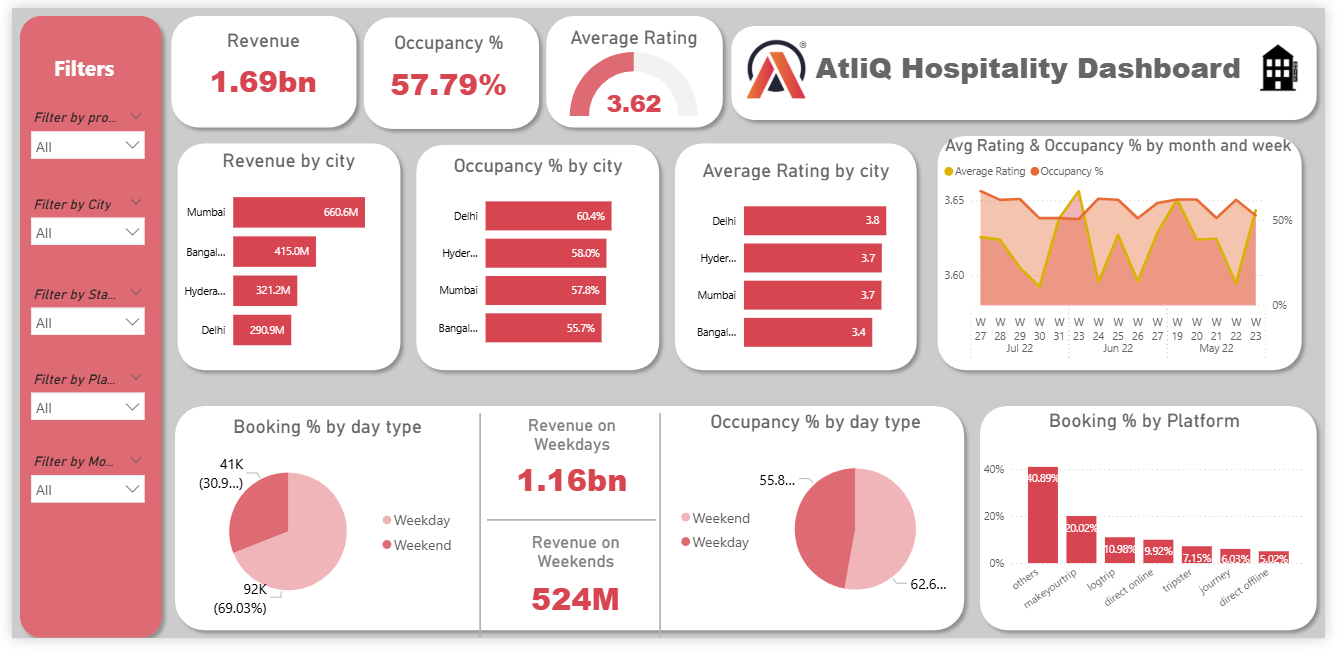 Filters
Filter by pro...
All
Filter by City
All
Filter by Sta...
All
Filter by Pla...
All
Filter by Mo...
All
Revenue
1.69bn
Occupancy %
57.79%
Average Rating
3.62
®
AtliQ Hospitality Dashboard
Revenue by city
Mumbai 660.6M
Bangal... 415.0M
Hydera... 321.2M
Delhi 290.9M
Occupancy % by city
Delhi 60.4%
Hyder... 58.0%
Mumbai 57.8%
Bangal... 55.7%
Average Rating by city
Delhi 3.8
Hyder... 3.7
Mumbai 3.7
Bangal... 3.4
Avg Rating & Occupancy % by month and week
Average Rating Occupancy %
3.65
50%
3.60
0%
W W W W W W W W W W W W W W W
27 28 29 30 31 23 24 25 26 27 19 20 21 22 23
Jul 22 Jun 22 May 22
Booking % by day type
41K
(30.9...)
92K
(69.03%)
Weekday
Weekend
Revenue on
Weekdays
1.16bn
Revenue on
Weekends
524M
Occupancy % by day type
Weekend
Weekday
55.8...
62.6...
Booking % by Platform
40%
20%
0%
40.89%
20.02%
10.98%
9.92%
7.15%
6.03%
5.02%
others
makeyourtrip
logtrip
direct online
tripster
journey
direct offline